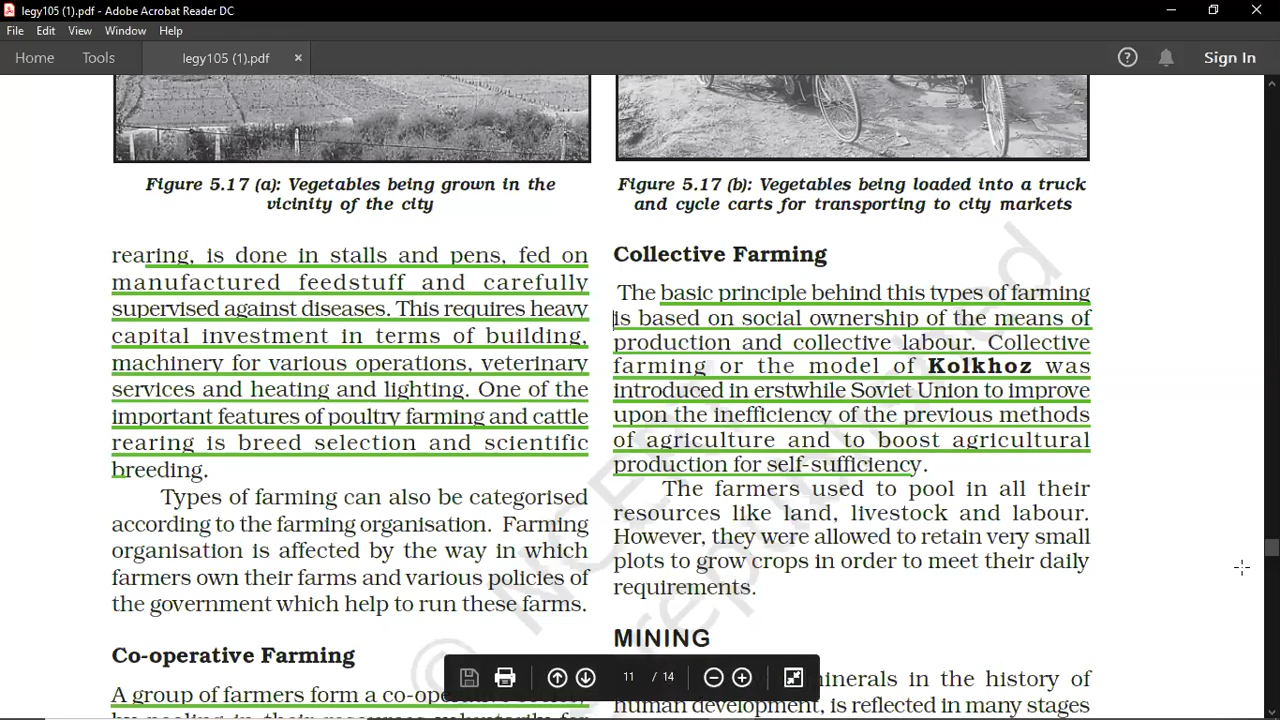 legy105 (1).pdf - Adobe Acrobat Reader DC
File Edit View Window Help
Home Tools legy105 (1).pdf × Sign In
Figure 5.17 (a): Vegetables being grown in the
vicinity of the city
rearing, is done in stalls and pens, fed on
manufactured feedstuff and carefully
supervised against diseases. This requires heavy
capital investment in terms of building,
machinery for various operations, veterinary
services and heating and lighting. One of the
important features of poultry farming and cattle
rearing is breed selection and scientific
breeding.
Types of farming can also be categorised
according to the farming organisation. Farming
organisation is affected by the way in which
farmers own their farms and various policies of
the government which help to run these farms.
Co-operative Farming
A group of farmers form a co-operative
Figure 5.17 (b): Vegetables being loaded into a truck
and cycle carts for transporting to city markets
Collective Farming
The basic principle behind this types of farming
is based on social ownership of the means of
production and collective labour. Collective
farming or the model of Kolkhoz was
introduced in erstwhile Soviet Union to improve
upon the inefficiency of the previous methods
of agriculture and to boost agricultural
production for self-sufficiency.
The farmers used to pool in all their
resources like land, livestock and labour.
However, they were allowed to retain very small
plots to grow crops in order to meet their daily
requirements.
MINING
minerals in the history of
human development, is reflected in many stages
11 / 14
© NCERT
republished